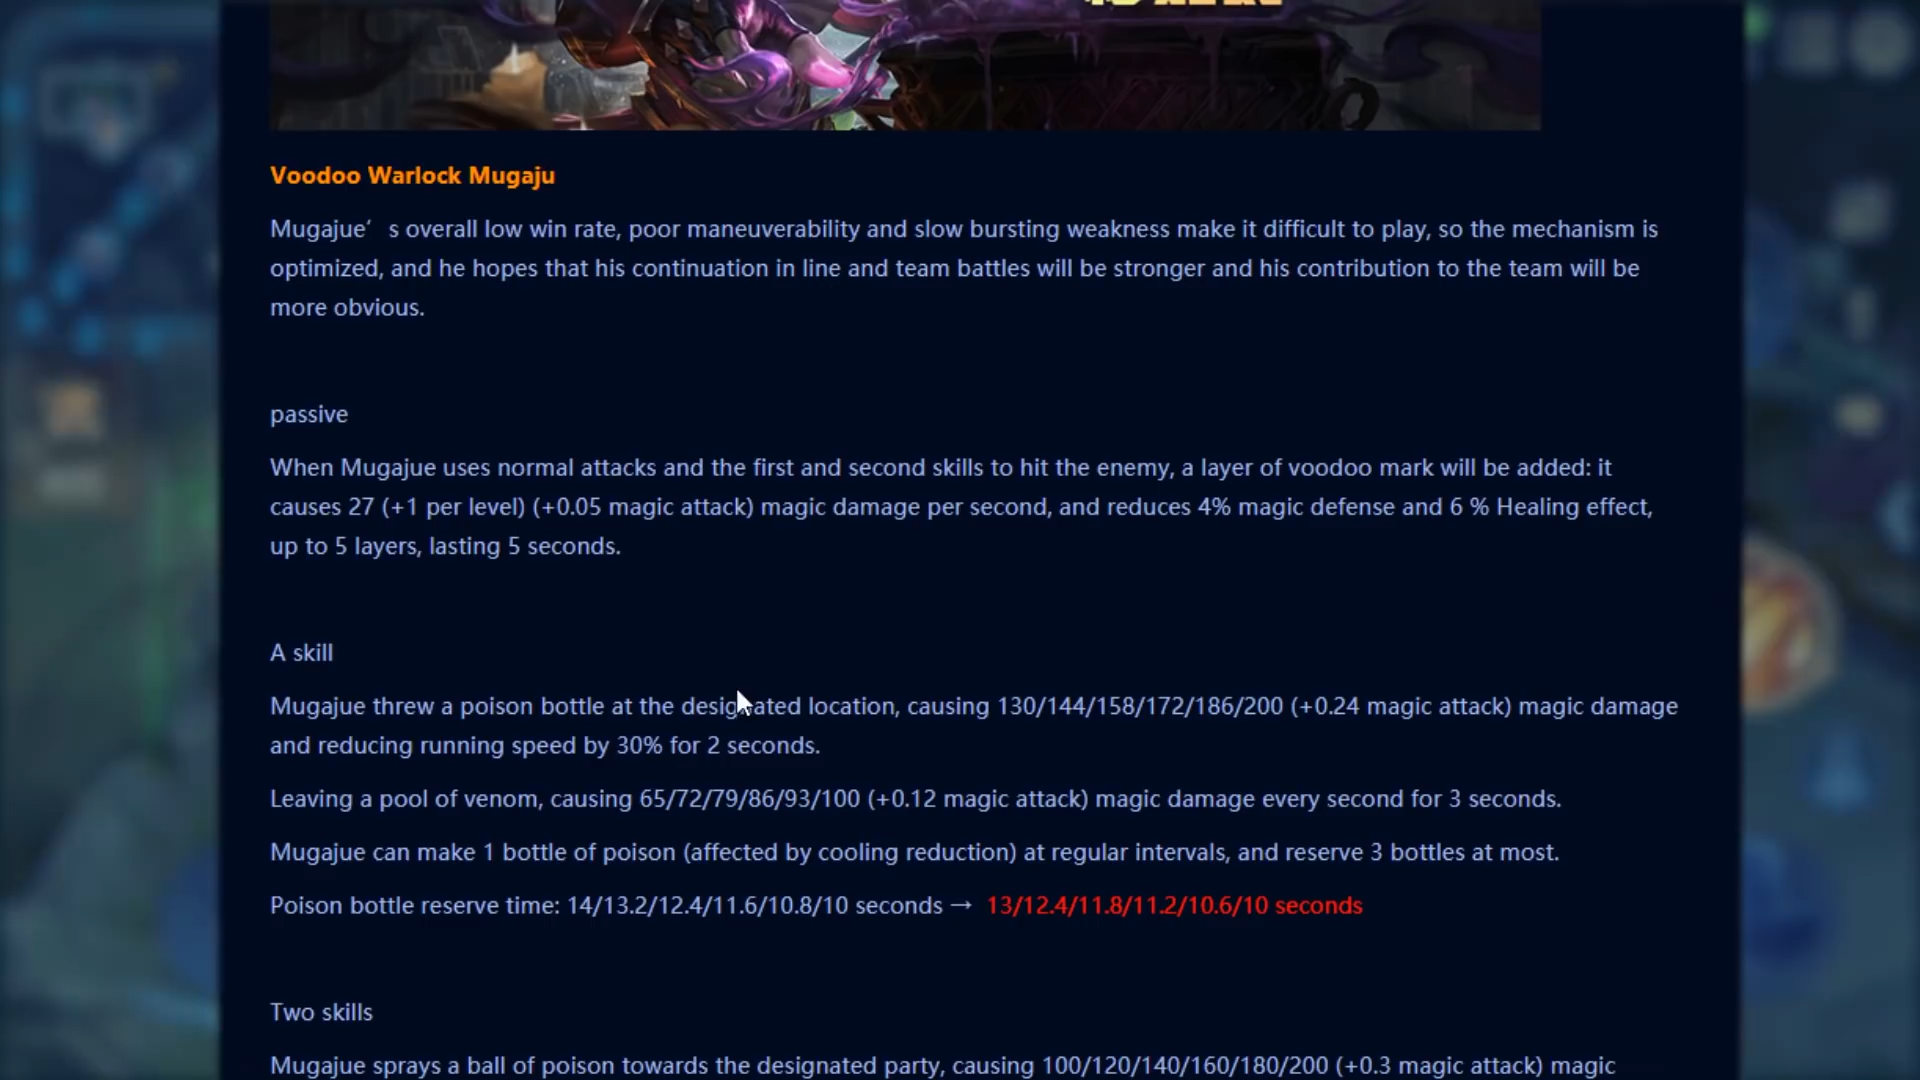 Voodoo Warlock Mugaju
Mugajue′ s overall low win rate, poor maneuverability and slow bursting weakness make it difficult to play, so the mechanism is
optimized, and he hopes that his continuation in line and team battles will be stronger and his contribution to the team will be
more obvious.
passive
When Mugajue uses normal attacks and the first and second skills to hit the enemy, a layer of voodoo mark will be added: it
causes 27 (+1 per level) (+0.05 magic attack) magic damage per second, and reduces 4% magic defense and 6 % Healing effect,
up to 5 layers, lasting 5 seconds.
A skill
Mugajue threw a poison bottle at the designated location, causing 130/144/158/172/186/200 (+0.24 magic attack) magic damage
and reducing running speed by 30% for 2 seconds.
Leaving a pool of venom, causing 65/72/79/86/93/100 (+0.12 magic attack) magic damage every second for 3 seconds.
Mugajue can make 1 bottle of poison (affected by cooling reduction) at regular intervals, and reserve 3 bottles at most.
Poison bottle reserve time: 14/13.2/12.4/11.6/10.8/10 seconds → 13/12.4/11.8/11.2/10.6/10 seconds
Two skills
Mugajue sprays a ball of poison towards the designated party, causing 100/120/140/160/180/200 (+0.3 magic attack) magic